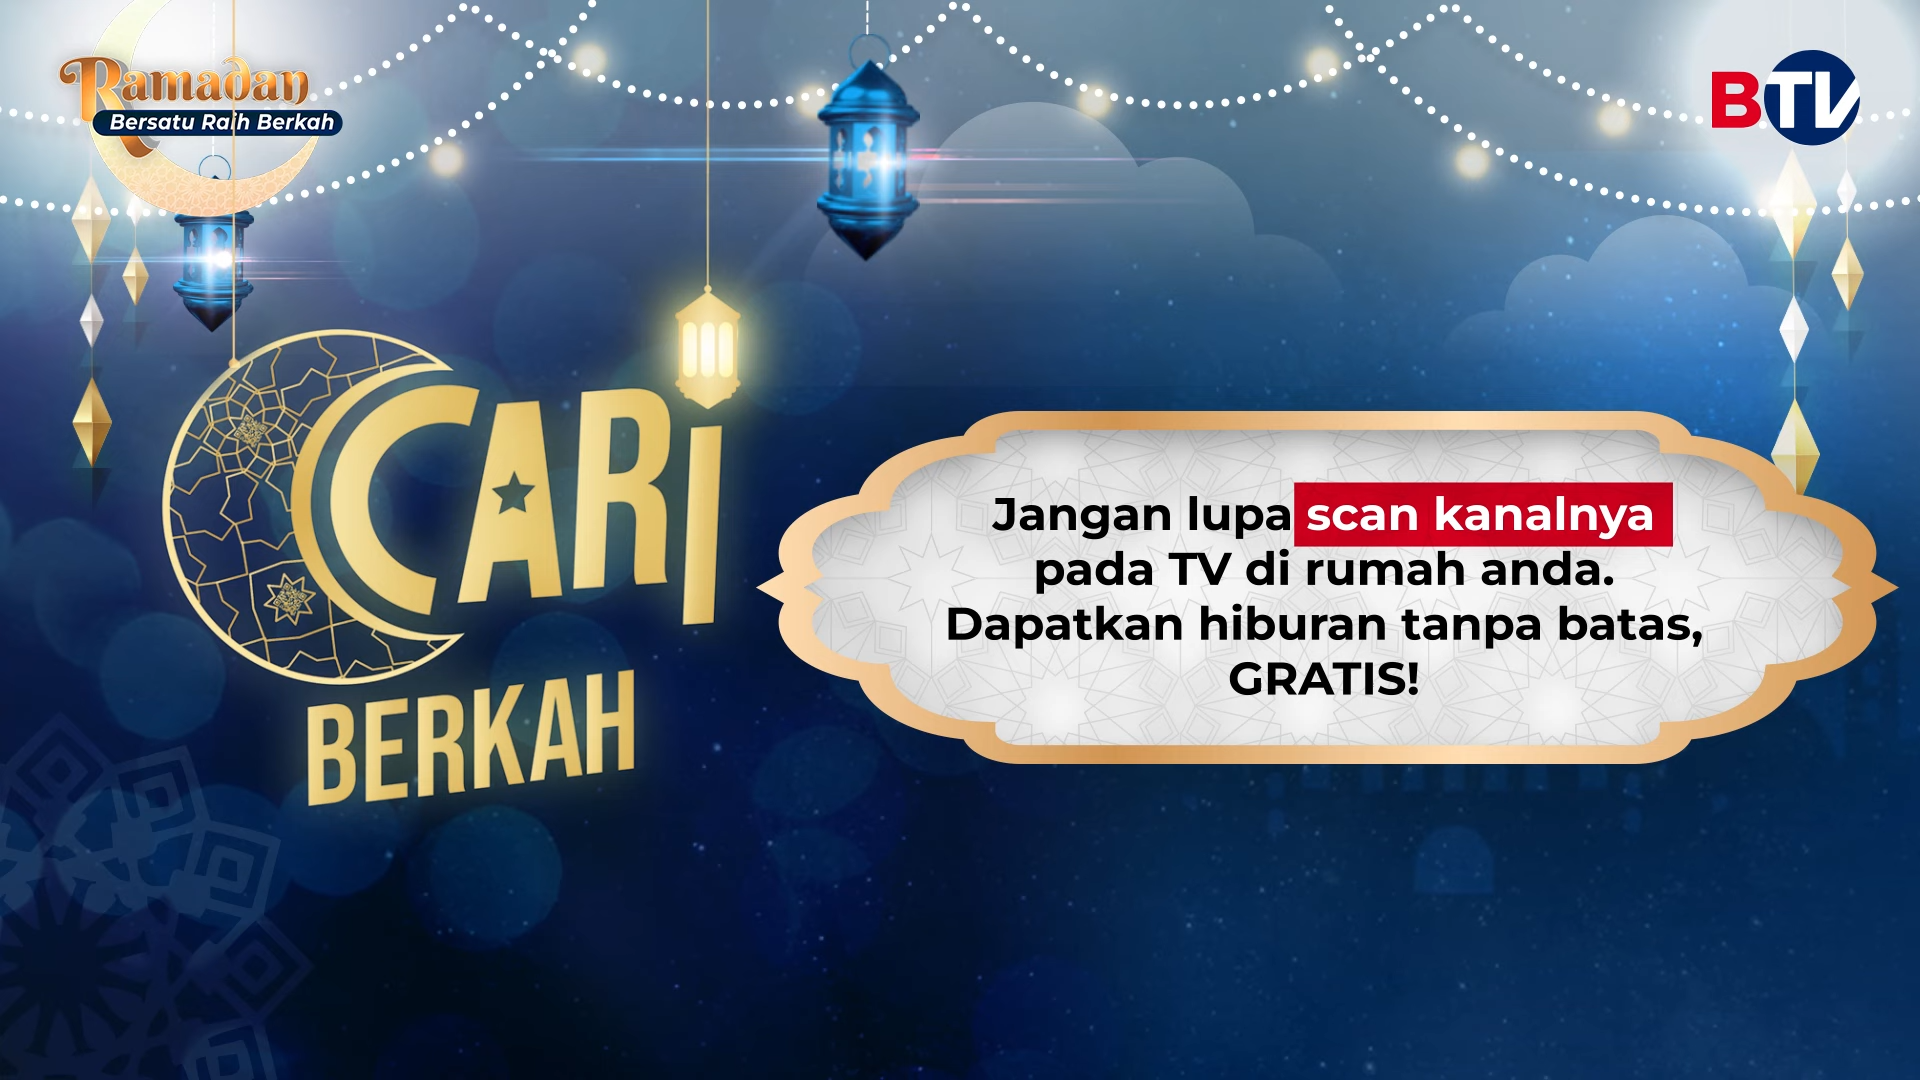 Ramadan
Bersatu Raih Berkah
BTV
CARI
BERKAH
Jangan lupa scan kanalnya
pada TV di rumah anda.
Dapatkan hiburan tanpa batas,
GRATIS!